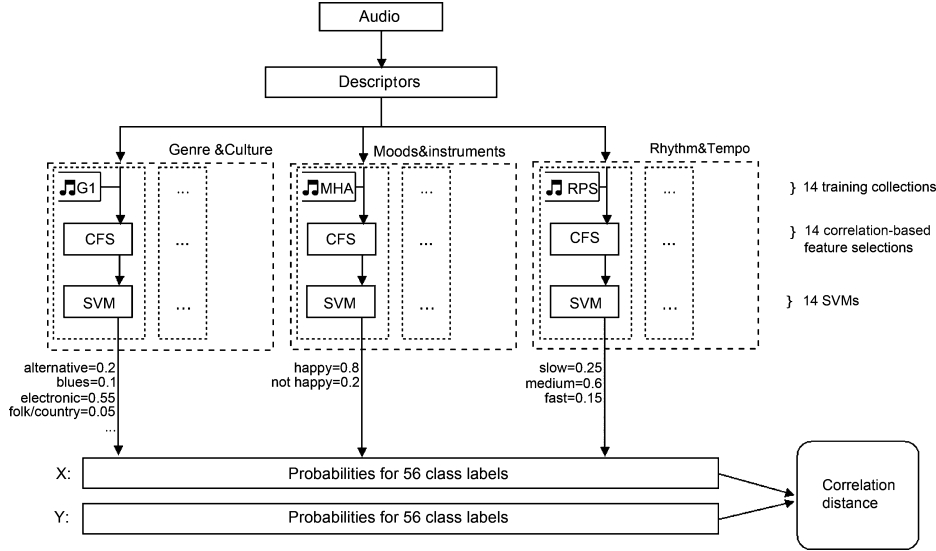 Audio
Descriptors
Genre &Culture
Moods&instruments
Rhythm&Tempo
G1
...
MHA
...
RPS
...
} 14 training collections
CFS
...
CFS
...
CFS
...
} 14 correlation-based
feature selections
SVM
...
SVM
...
SVM
...
} 14 SVMs
alternative=0.2
blues=0.1
electronic=0.55
folk/country=0.05
...
happy=0.8
not happy=0.2
slow=0.25
medium=0.6
fast=0.15
X:
Probabilities for 56 class labels
Y:
Probabilities for 56 class labels
Correlation
distance